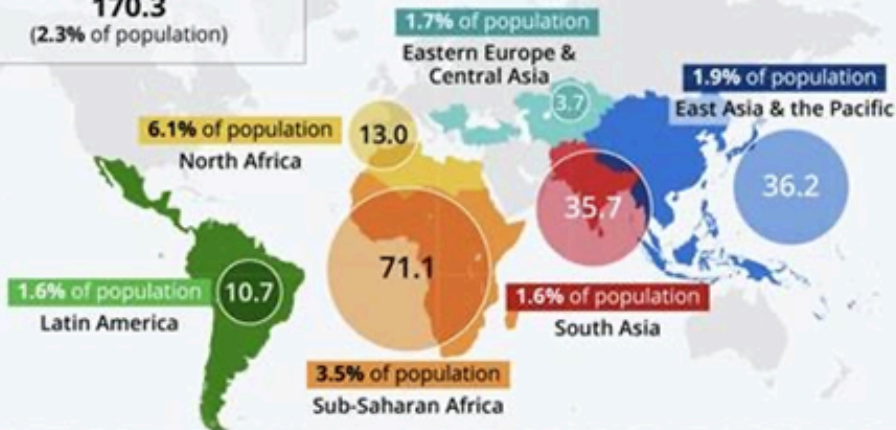 170.3
(2.3% of population)
1.7% of population
Eastern Europe &
Central Asia
3.7
1.9% of population
East Asia & the Pacific
36.2
6.1% of population
North Africa
13.0
35.7
71.1
1.6% of population
Latin America
10.7
1.6% of population
South Asia
3.5% of population
Sub-Saharan Africa